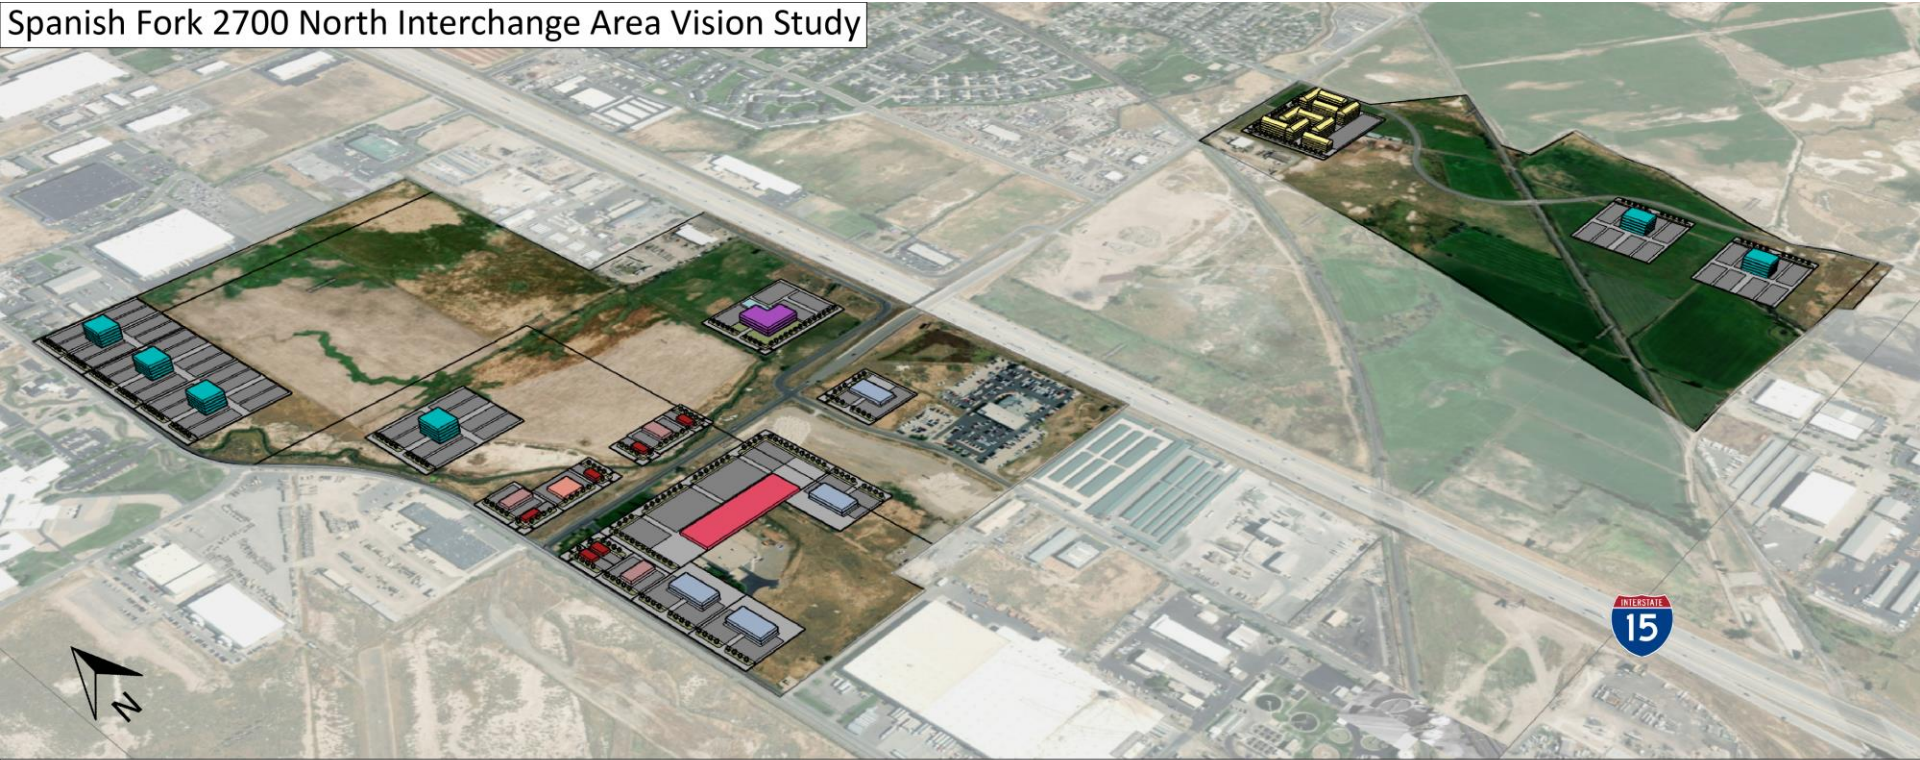 Spanish Fork 2700 North Interchange Area Vision Study
INTERSTATE
15
N